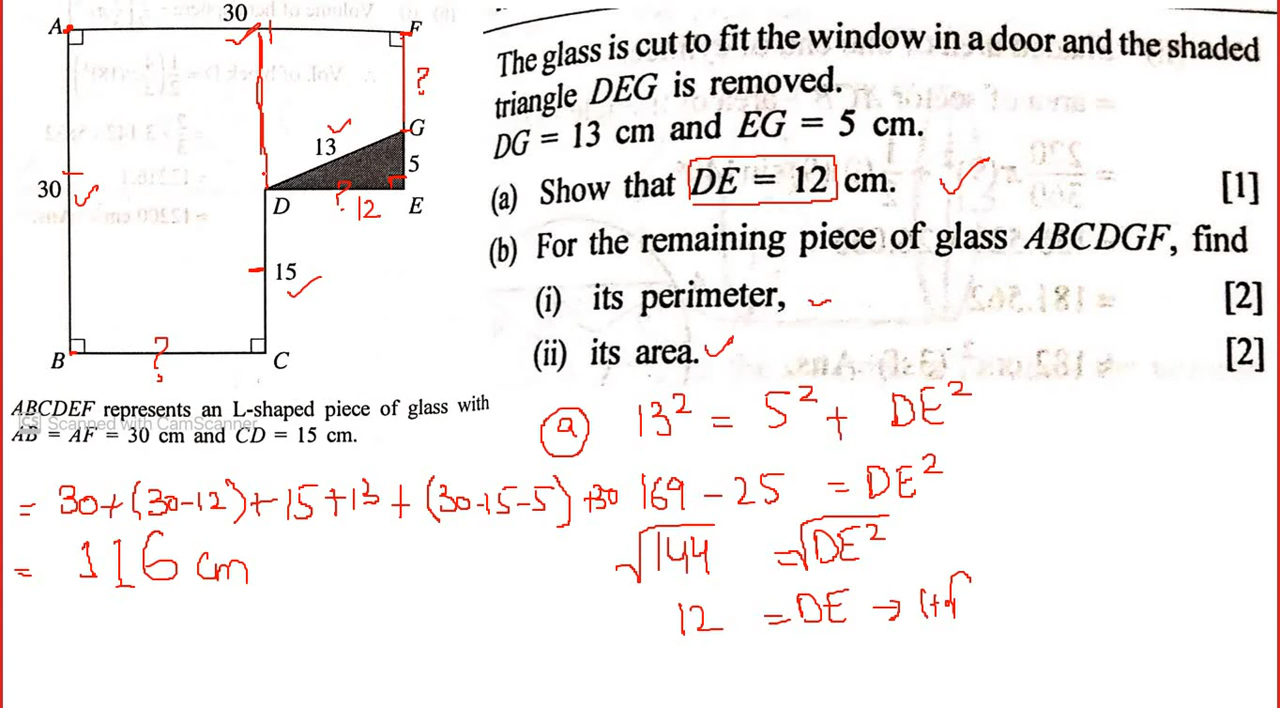 A
30
F
?
G
13
5
30
D
? 12
E
15
B
?
C
ABCDEF represents an L-shaped piece of glass with
CS Scanned with CamScanner
AB = AF = 30 cm and CD = 15 cm.
The glass is cut to fit the window in a door and the shaded
triangle DEG is removed.
DG = 13 cm and EG = 5 cm.
(a) Show that DE = 12 cm. [1]
(b) For the remaining piece of glass ABCDGF, find
(i) its perimeter, [2]
(ii) its area. [2]
a 13² = 5² + DE²
169 - 25 = DE²
√144 = √DE²
12 = DE →
= 30+(30-12)+15+13+(30-15-5)+30
= 116 cm